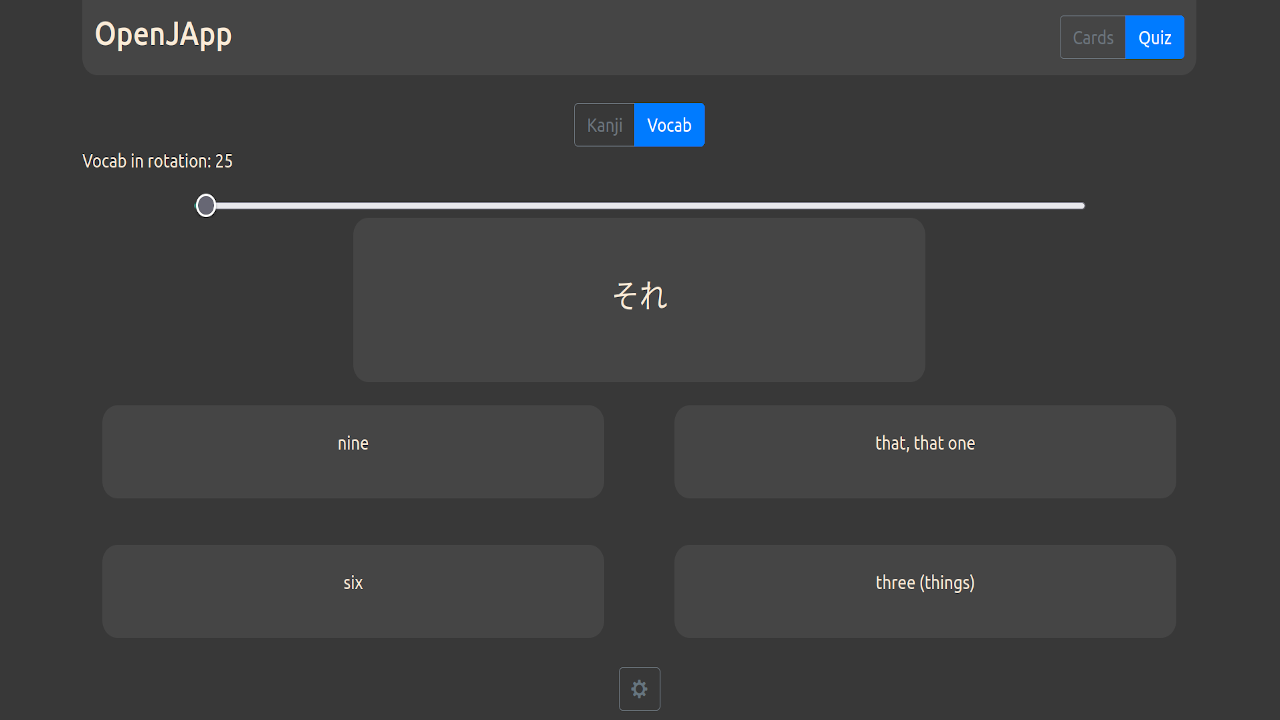 OpenJApp
Cards Quiz
Kanji Vocab
Vocab in rotation: 25
それ
nine
that, that one
six
three (things)